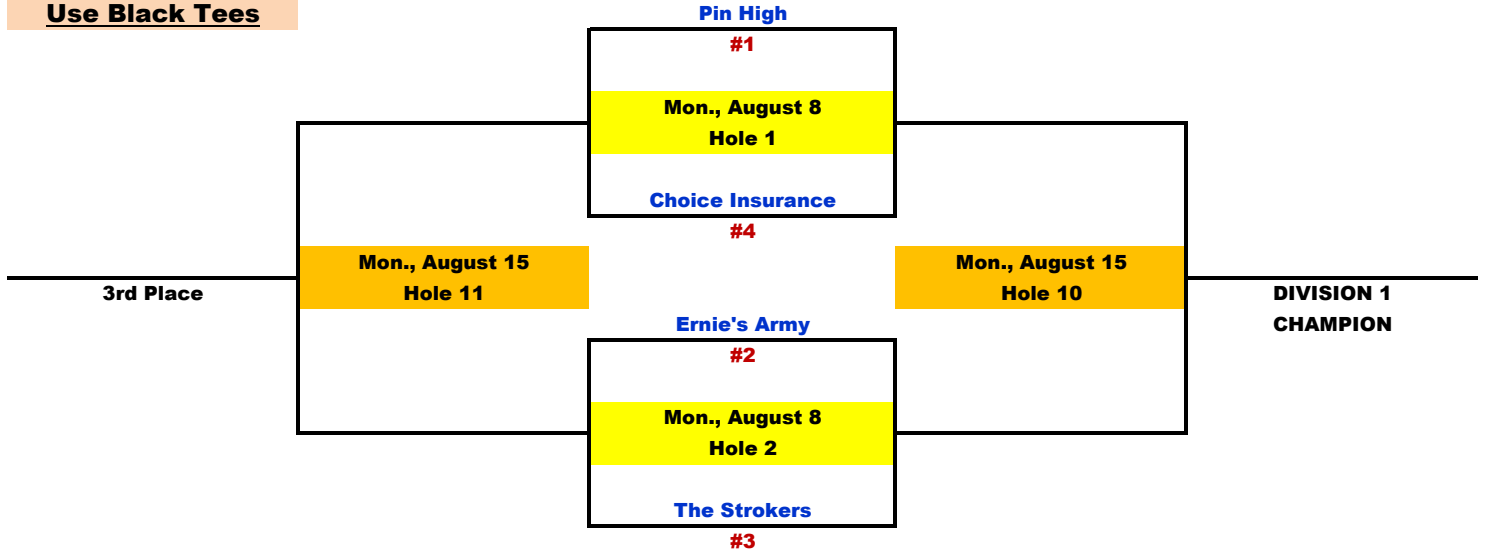 Use Black Tees
Pin High
#1
Mon., August 8
Hole 1
Choice Insurance
#4
Mon., August 15
Hole 11
Mon., August 15
Hole 10
3rd Place
DIVISION 1
CHAMPION
Ernie's Army
#2
Mon., August 8
Hole 2
The Strokers
#3